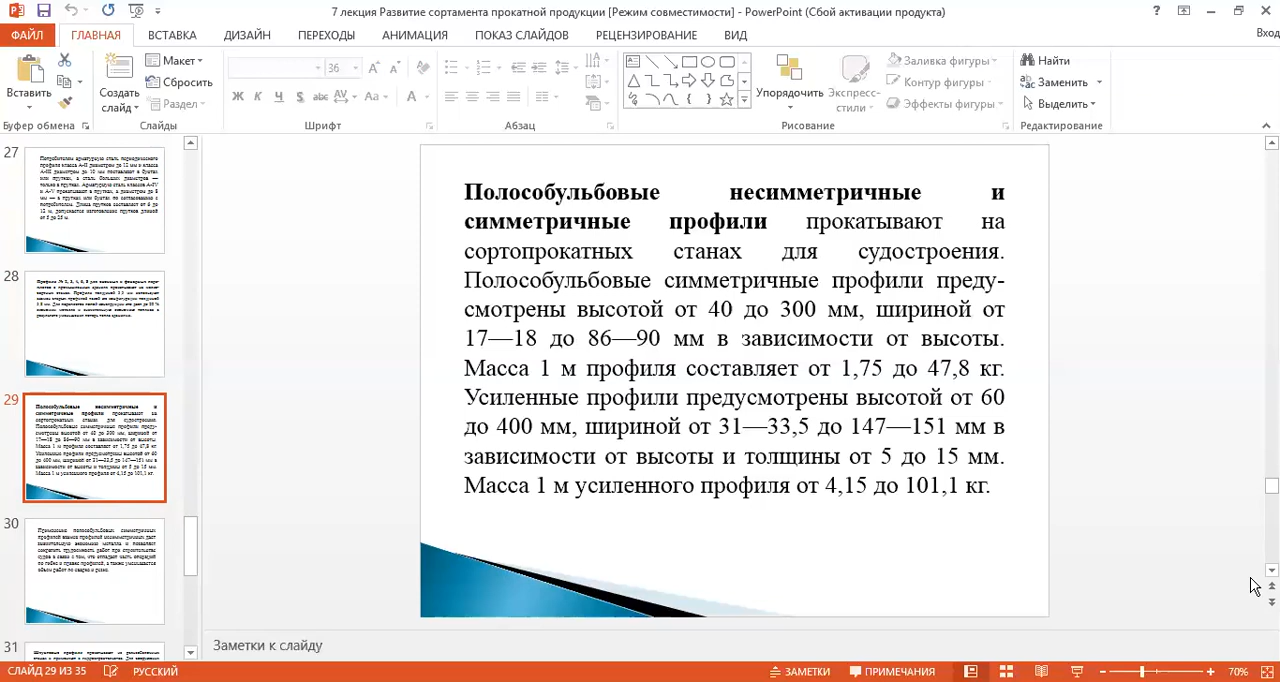 7 лекция Развитие сортамента прокатной продукции [Режим совместимости] - PowerPoint (Сбой активации продукта)
ФАЙЛ ГЛАВНАЯ ВСТАВКА ДИЗАЙН ПЕРЕХОДЫ АНИМАЦИЯ ПОКАЗ СЛАЙДОВ РЕЦЕНЗИРОВАНИЕ ВИД Вход
Вставить
Создать слайд
Макет
Сбросить
Раздел
36
Ж К Ч S abc AV Aa A
Упорядочить
Экспресс-стили
Заливка фигуры
Контур фигуры
Эффекты фигуры
Найти
Заменить
Выделить
Буфер обмена Слайды Шрифт Абзац Рисование Редактирование
27
28
29
30
31
Полособульбовые несимметричные и
симметричные профили прокатывают на
сортопрокатных станах для судостроения.
Полособульбовые симметричные профили преду-
смотрены высотой от 40 до 300 мм, шириной от
17—18 до 86—90 мм в зависимости от высоты.
Масса 1 м профиля составляет от 1,75 до 47,8 кг.
Усиленные профили предусмотрены высотой от 60
до 400 мм, шириной от 31—33,5 до 147—151 мм в
зависимости от высоты и толщины от 5 до 15 мм.
Масса 1 м усиленного профиля от 4,15 до 101,1 кг.
Заметки к слайду
СЛАЙД 29 ИЗ 35 РУССКИЙ ЗАМЕТКИ ПРИМЕЧАНИЯ 70%